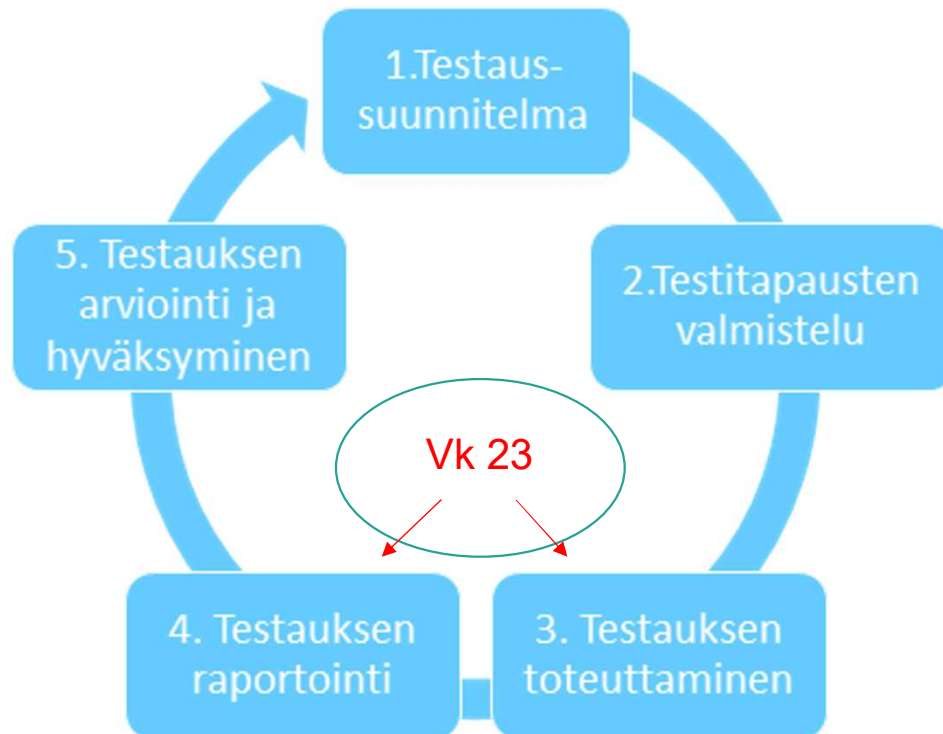 1.Testaus-
suunnitelma
2.Testitapausten
valmistelu
3. Testauksen
toteuttaminen
4. Testauksen
raportointi
5. Testauksen
arviointi ja
hyväksyminen
Vk 23